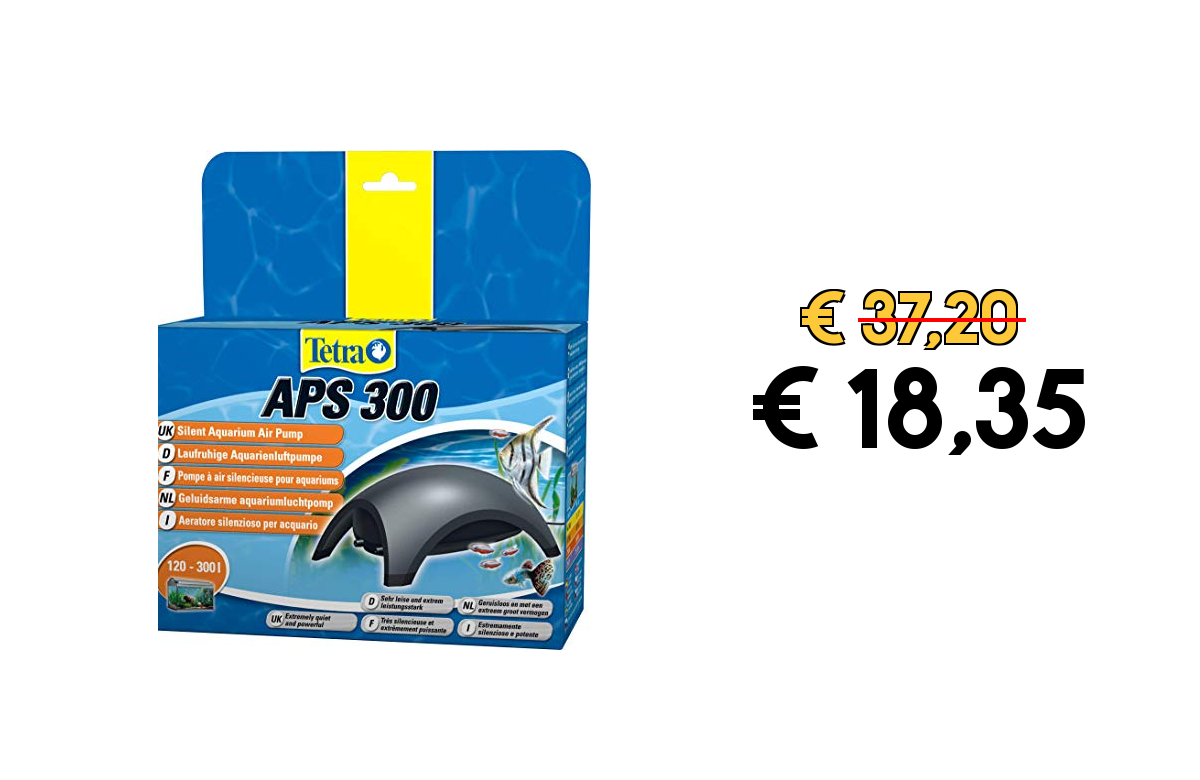 Tetra
APS 300
UK Silent Aquarium Air Pump
D Laufruhige Aquarienluftpumpe
F Pompe à air silencieuse pour aquariums
NL Geluidsarme aquariumluchtpomp
I Aeratore silenzioso per acquario
120 - 300 l
D Sehr leise und extrem
leistungsstark
NL Geruisloos en met een
extreem groot vermogen
UK Extremely quiet
and powerful
F Très silencieuse et
extrêmement puissante
I Estremamente
silenzioso e potente
€ 37,20
€ 18,35